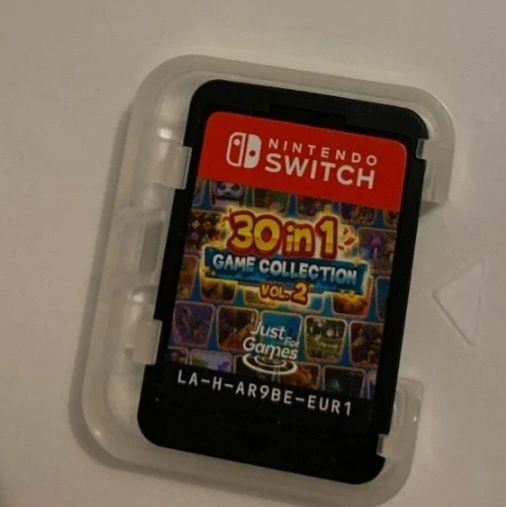 NINTENDO
SWITCH
30 in 1
GAME COLLECTION
VOL. 2
Just
For
Games
LA-H-AR9BE-EUR1